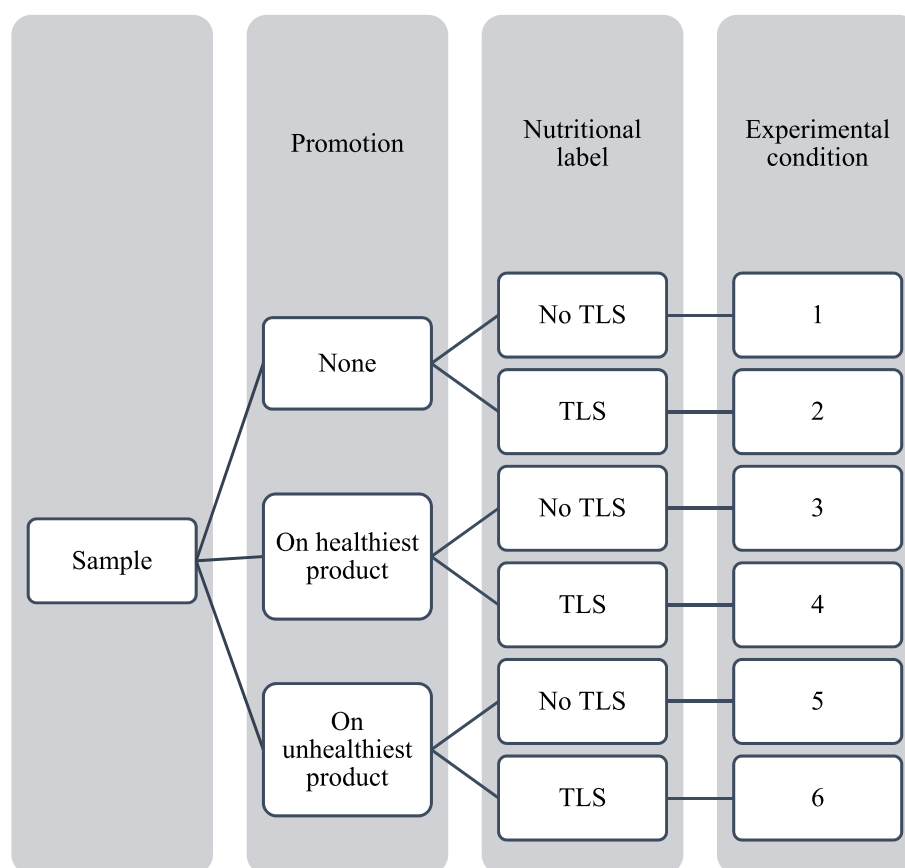 Promotion
Nutritional
label
Experimental
condition
Sample
None
On healthiest
product
On
unhealthiest
product
No TLS
TLS
No TLS
TLS
No TLS
TLS
1
2
3
4
5
6